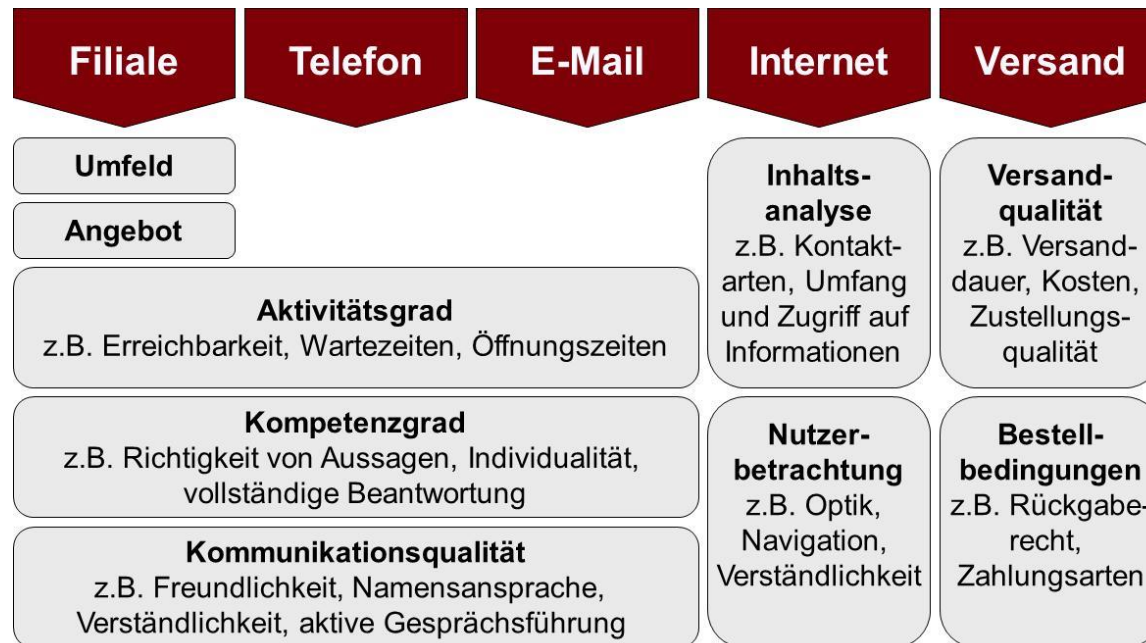 Filiale
Telefon
E-Mail
Internet
Versand
Umfeld
Angebot
Aktivitätsgrad
z.B. Erreichbarkeit, Wartezeiten, Öffnungszeiten
Kompetenzgrad
z.B. Richtigkeit von Aussagen, Individualität,
vollständige Beantwortung
Kommunikationsqualität
z.B. Freundlichkeit, Namensansprache,
Verständlichkeit, aktive Gesprächsführung
Inhalts-
analyse
z.B. Kontakt-
arten, Umfang
und Zugriff auf
Informationen
Nutzer-
betrachtung
z.B. Optik,
Navigation,
Verständlichkeit
Versand-
qualität
z.B. Versand-
dauer, Kosten,
Zustellungs-
qualität
Bestell-
bedingungen
z.B. Rückgabe-
recht,
Zahlungsarten